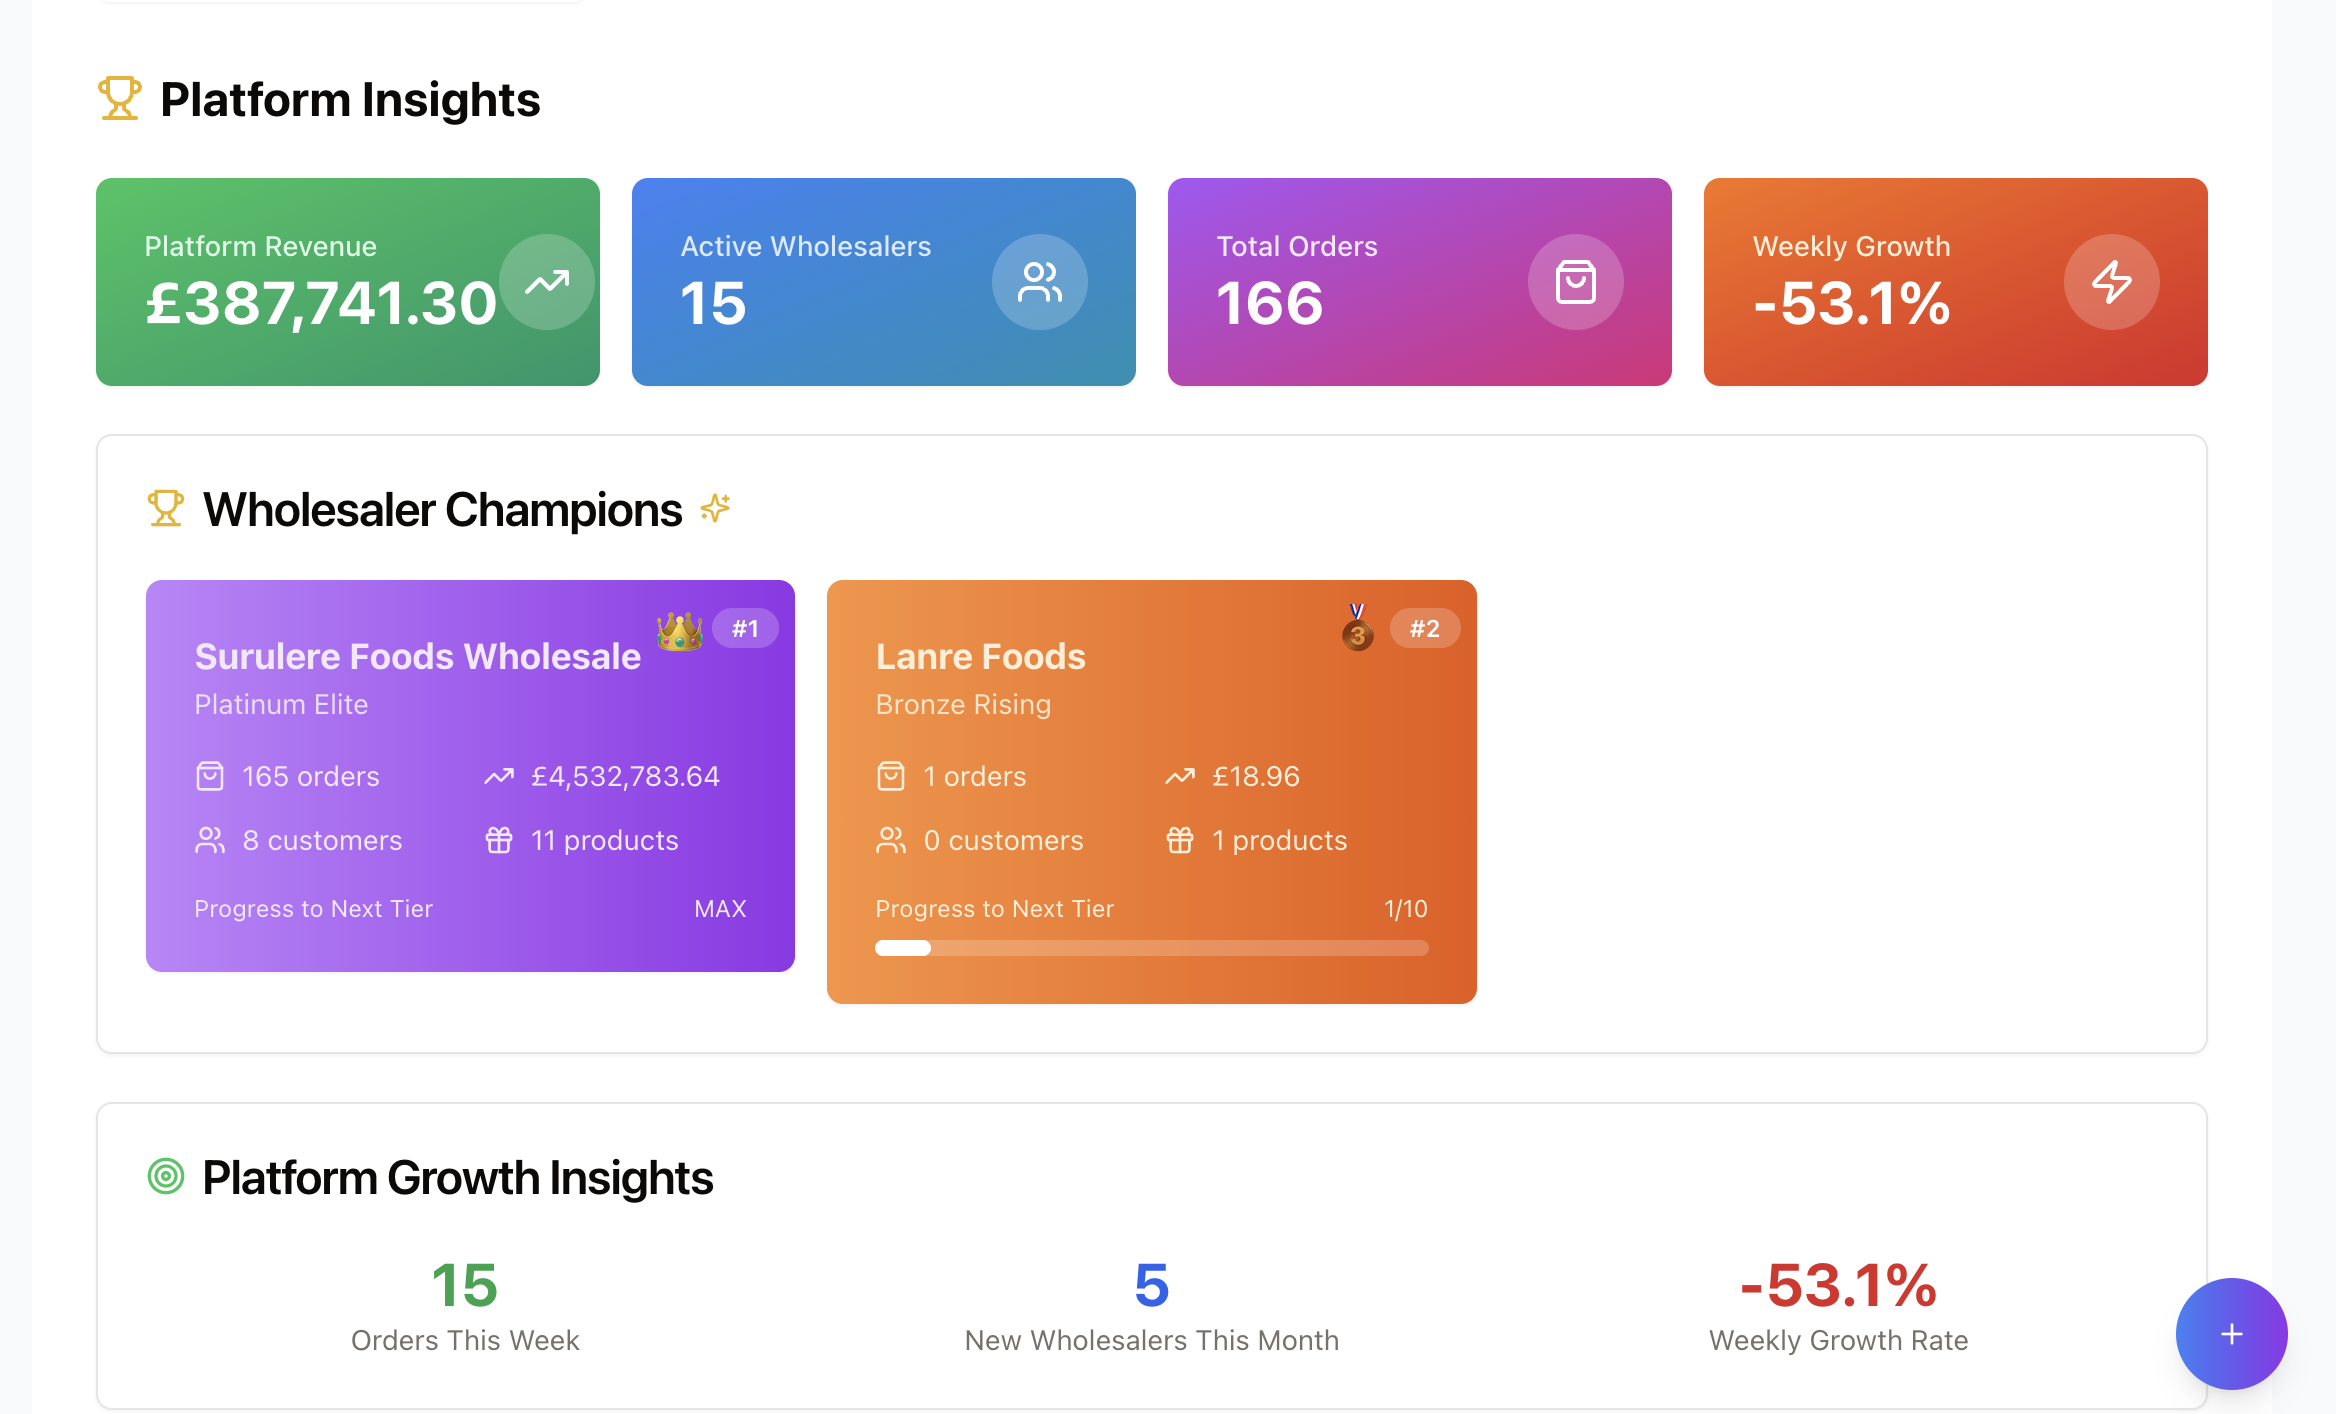 Platform Insights
Platform Revenue
£387,741.30
Active Wholesalers
15
Total Orders
166
Weekly Growth
-53.1%
Wholesaler Champions
#1
Surulere Foods Wholesale
Platinum Elite
165 orders
£4,532,783.64
8 customers
11 products
Progress to Next Tier
MAX
3
#2
Lanre Foods
Bronze Rising
1 orders
£18.96
0 customers
1 products
Progress to Next Tier
1/10
Platform Growth Insights
15
Orders This Week
5
New Wholesalers This Month
-53.1%
Weekly Growth Rate
+